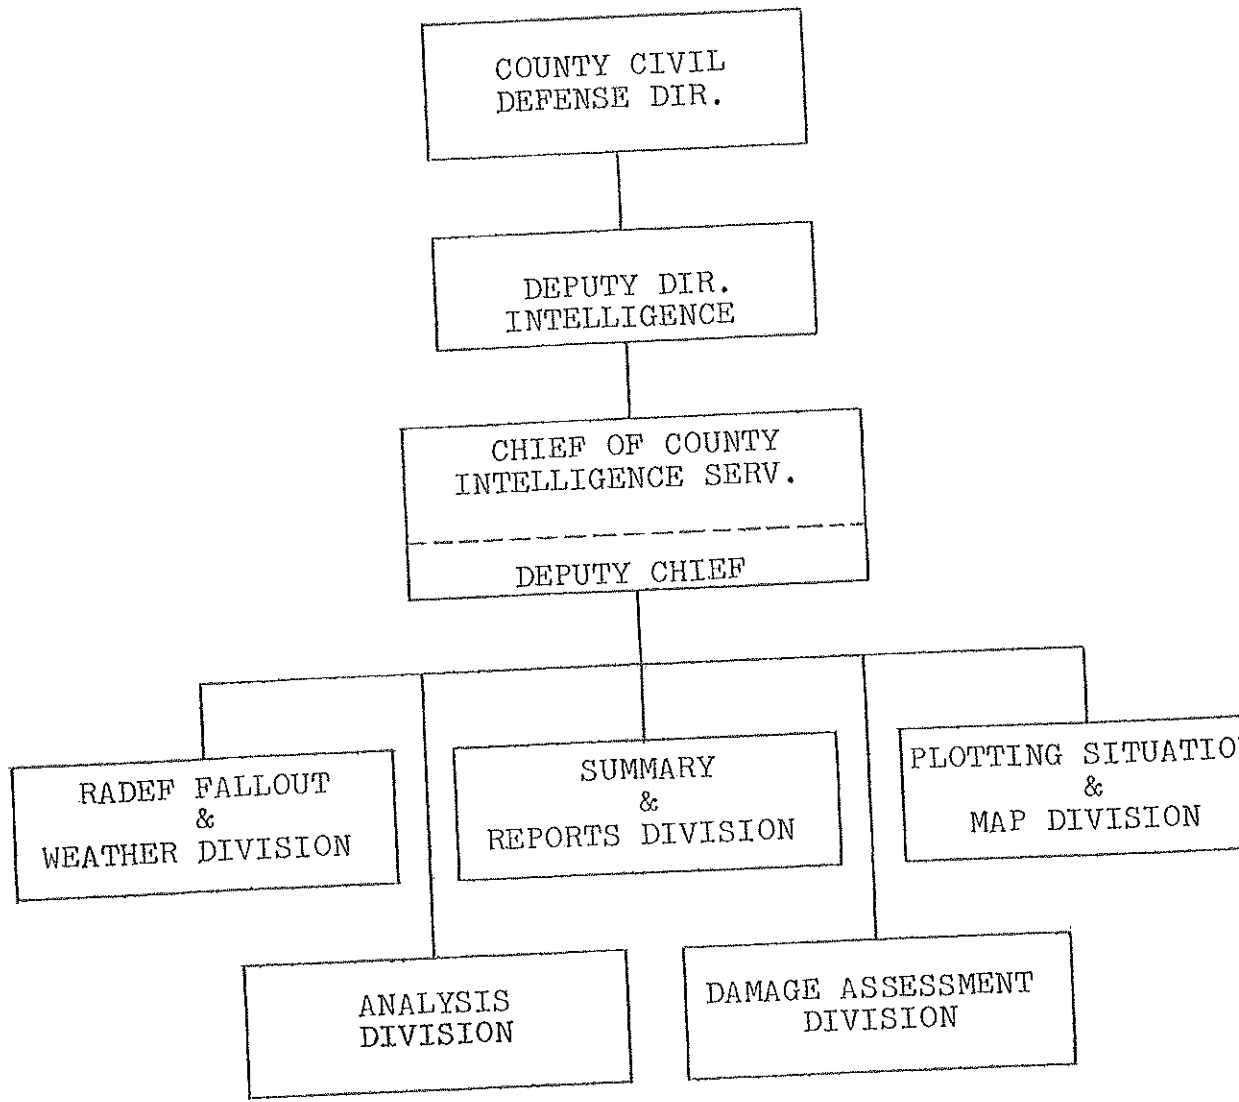 COUNTY CIVIL
DEFENSE DIR.
DEPUTY DIR.
INTELLIGENCE
CHIEF OF COUNTY
INTELLIGENCE SERV.
DEPUTY CHIEF
RADEF FALLOUT
&
WEATHER DIVISION
SUMMARY
&
REPORTS DIVISION
PLOTTING SITUATION
&
MAP DIVISION
ANALYSIS
DIVISION
DAMAGE ASSESSMENT
DIVISION